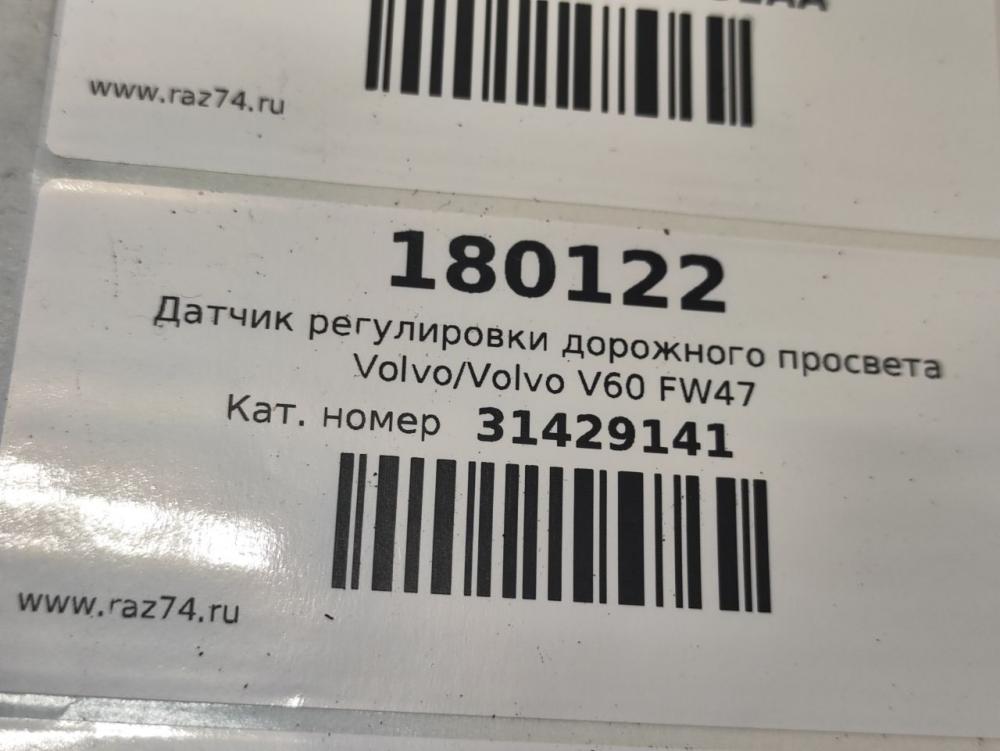 www.raz74.ru
180122
Датчик регулировки дорожного просвета
Volvo/Volvo V60 FW47
Кат. номер 31429141
www.raz74.ru